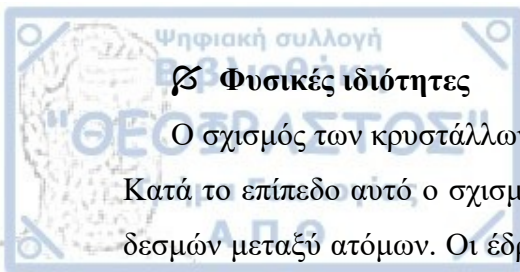 Ψηφιακή συλλογή
Βιβλιοθήκη
Φυσικές ιδιότητες
"ΘΕΟΦΡΑΣΤΟΣ"
Ο σχισμός των κρυστάλλων
Κατά το επίπεδο αυτό ο σχισμ
δεσμών μεταξύ ατόμων. Οι έδρ
Α.Π.Θ